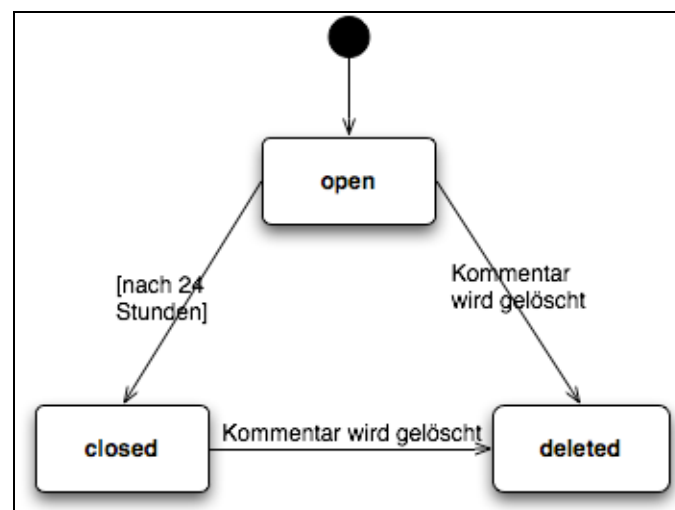 open
[nach 24
Stunden]
Kommentar
wird gelöscht
closed
Kommentar wird gelöscht
deleted